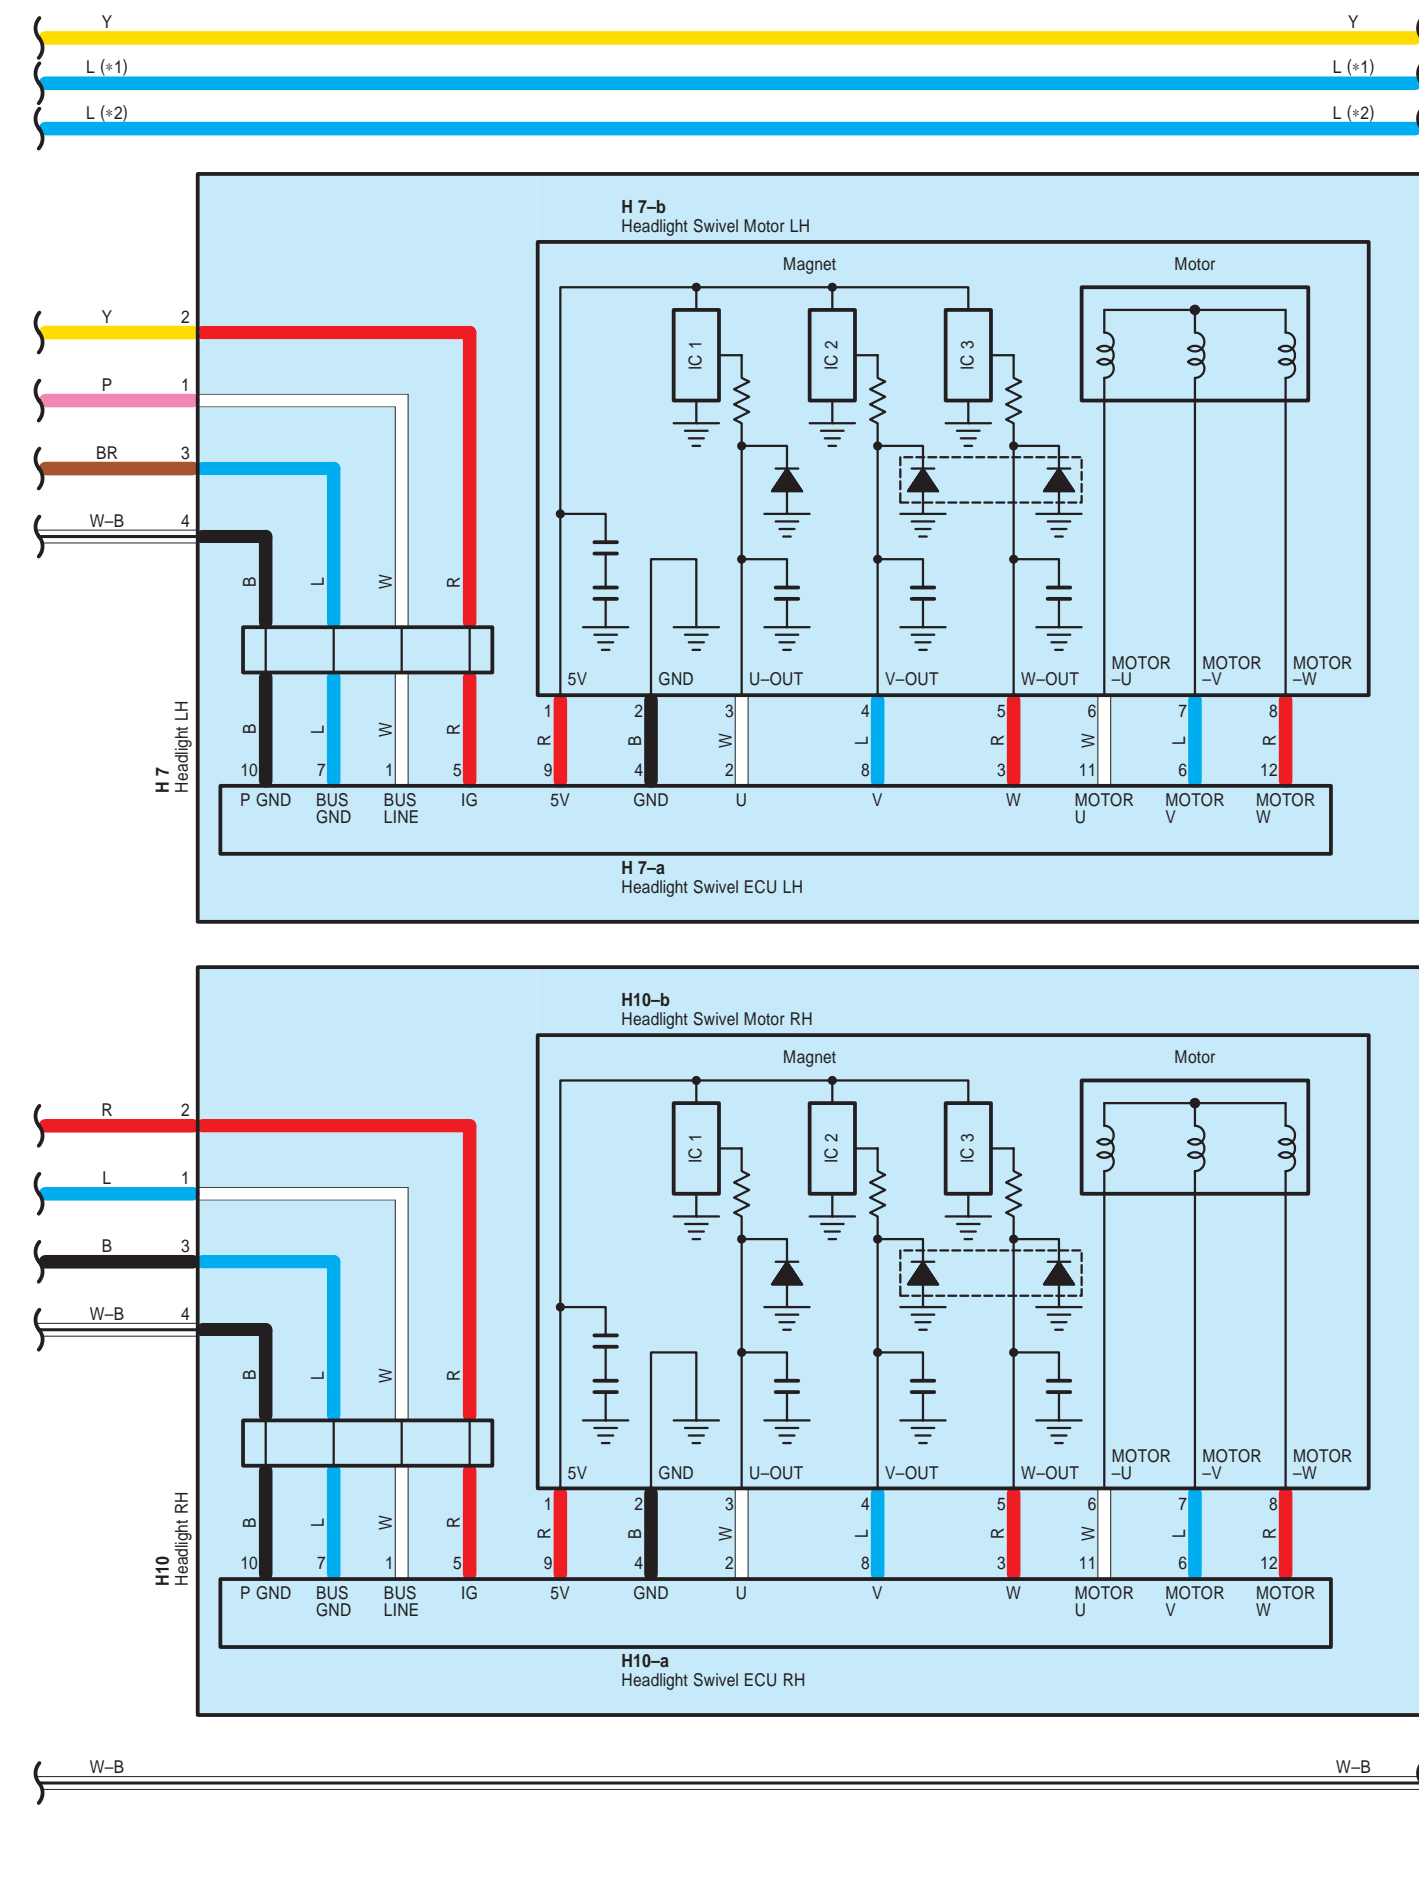 Y Y
L (*1) L (*1)
L (*2) L (*2)
H 7–b
Headlight Swivel Motor LH
Magnet Motor
IC 1 IC 2 IC 3
Y 2
P 1
BR 3
W–B 4
B L W R
5V GND U–OUT V–OUT W–OUT MOTOR –U MOTOR –V MOTOR –W
1 2 3 4 5 6 7 8
B L W R R B W L R W L R
10 7 1 5 9 4 2 8 3 11 6 12
P GND BUS GND BUS LINE IG 5V GND U V W MOTOR U MOTOR V MOTOR W
H 7
Headlight LH
H 7–a
Headlight Swivel ECU LH
H10–b
Headlight Swivel Motor RH
Magnet Motor
IC 1 IC 2 IC 3
R 2
L 1
B 3
W–B 4
B L W R
5V GND U–OUT V–OUT W–OUT MOTOR –U MOTOR –V MOTOR –W
1 2 3 4 5 6 7 8
B L W R R B W L R W L R
10 7 1 5 9 4 2 8 3 11 6 12
P GND BUS GND BUS LINE IG 5V GND U V W MOTOR U MOTOR V MOTOR W
H10
Headlight RH
H10–a
Headlight Swivel ECU RH
W–B W–B